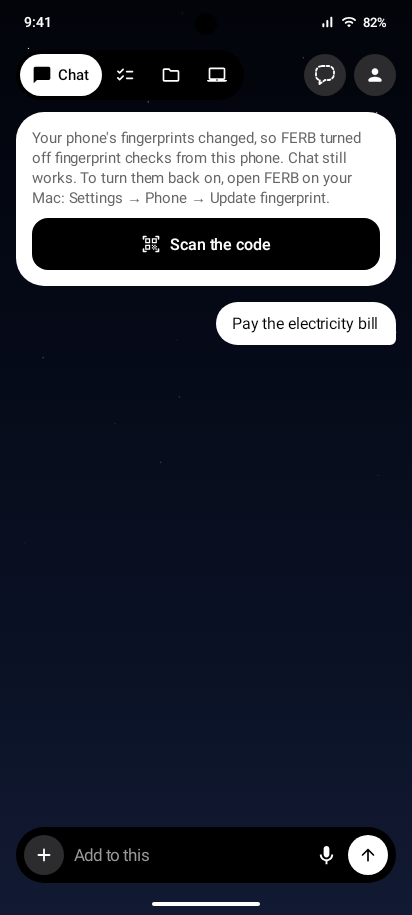 9:41
82%
Chat
Your phone's fingerprints changed, so FERB turned
off fingerprint checks from this phone. Chat still
works. To turn them back on, open FERB on your
Mac: Settings → Phone → Update fingerprint.
Scan the code
Pay the electricity bill
Add to this